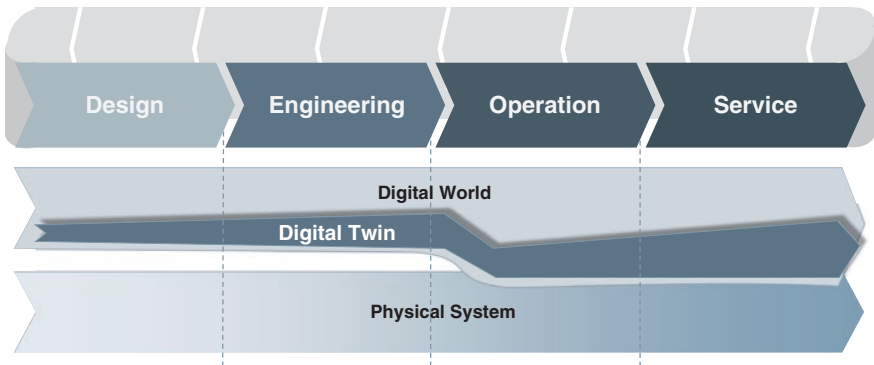 Design
Engineering
Operation
Service
Digital World
Digital Twin
Physical System